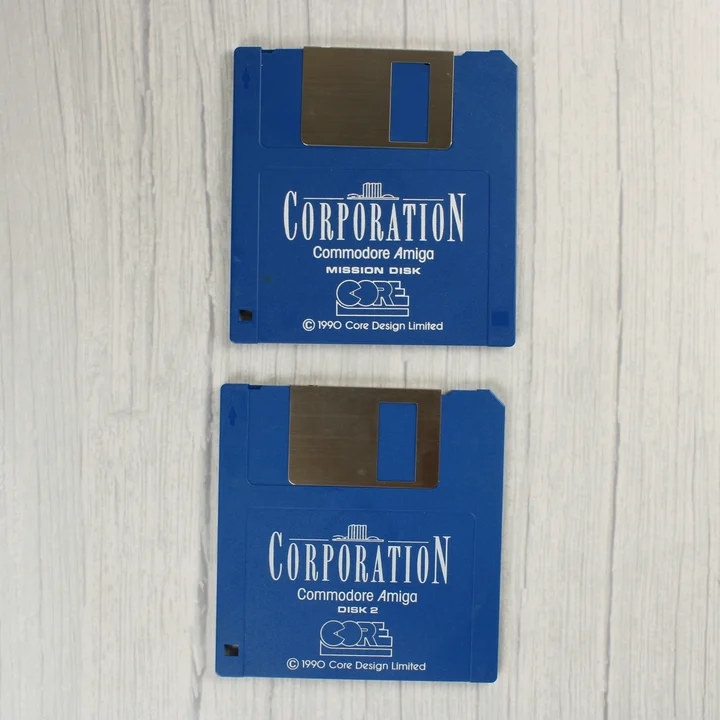 CORPORATION
Commodore Amiga
MISSION DISK
CORE
© 1990 Core Design Limited
CORPORATION
Commodore Amiga
DISK 2
CORE
© 1990 Core Design Limited